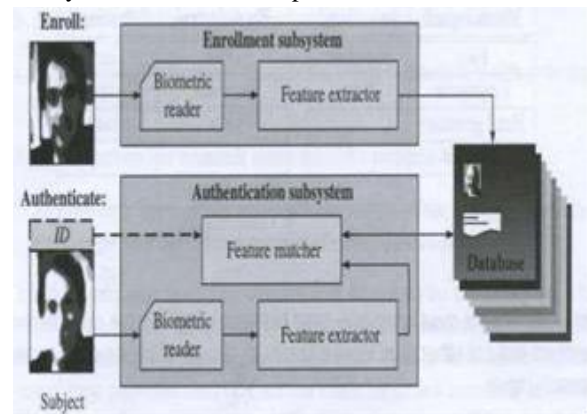 Enroll:
Enrollment subsystem
Biometric
reader
Feature extractor
Authenticate:
Authentication subsystem
ID
Feature matcher
Database
Biometric
reader
Feature extractor
Subject